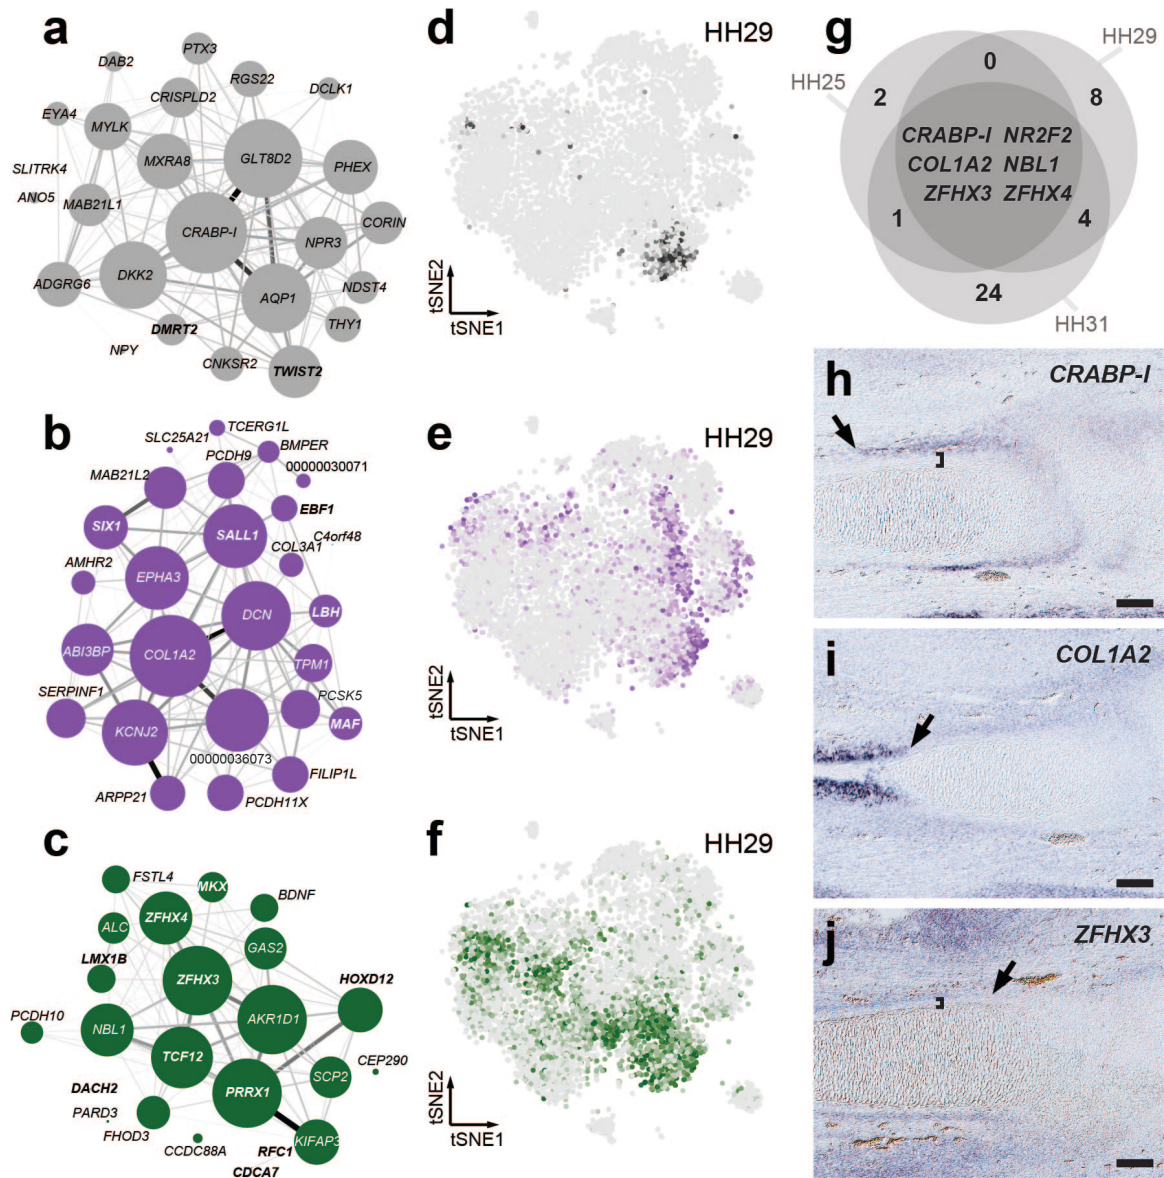 a
PTX3
DAB2
RGS22
DCLK1
CRISPLD2
EYA4
MYLK
GLT8D2
MXRA8
PHEX
SLITRK4
ANO5
MAB21L1
CORIN
CRABP-I
NPR3
DKK2
ADGRG6
AQP1
NDST4
THY1
DMRT2
NPY
CNKSR2
TWIST2
b
TCERG1L
SLC25A21
BMPER
PCDH9
00000030071
MAB21L2
EBF1
SIX1
SALL1
C4orf48
COL3A1
AMHR2
EPHA3
DCN
LBH
ABI3BP
COL1A2
TPM1
SERPINF1
PCSK5
KCNJ2
MAF
00000036073
FILIP1L
ARPP21
PCDH11X
c
FSTL4
MKX
BDNF
ZFHX4
ALC
GAS2
LMX1B
ZFHX3
HOXD12
PCDH10
NBL1
AKR1D1
TCF12
CEP290
SCP2
DACH2
PRRX1
PARD3
FHOD3
KIFAP3
CCDC88A
RFC1
CDCA7
d
HH29
tSNE2
tSNE1
e
HH29
tSNE2
tSNE1
f
HH29
tSNE2
tSNE1
g
HH29
HH25
0
2
8
CRABP-I NR2F2
COL1A2 NBL1
ZFHX3 ZFHX4
1
4
24
HH31
h
CRABP-I
i
COL1A2
j
ZFHX3